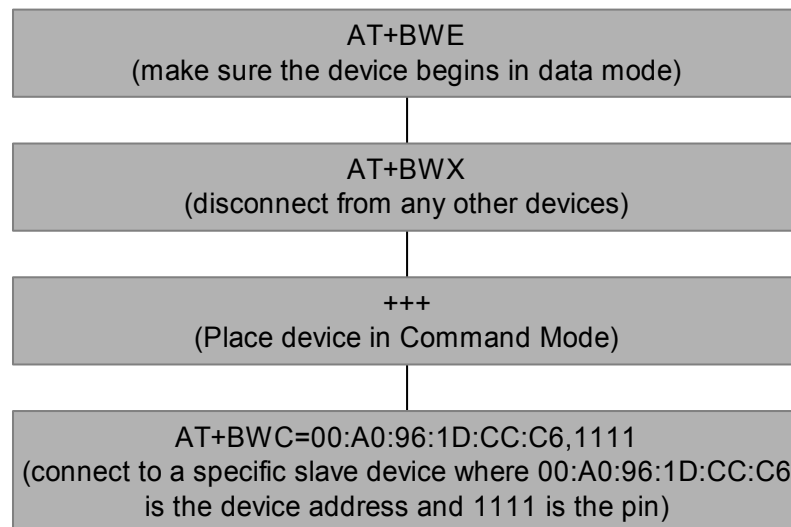 AT+BWE
(make sure the device begins in data mode)
AT+BWX
(disconnect from any other devices)
+++
(Place device in Command Mode)
AT+BWC=00:A0:96:1D:CC:C6,1111
(connect to a specific slave device where 00:A0:96:1D:CC:C6
is the device address and 1111 is the pin)